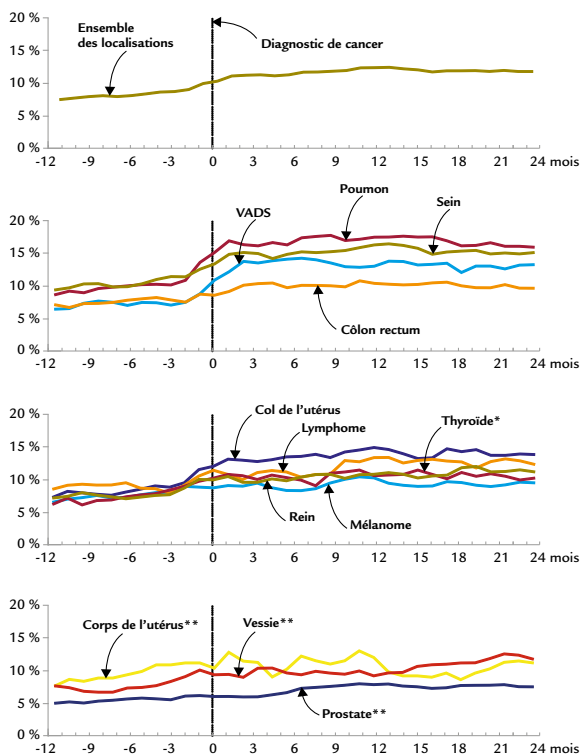 20 %
Ensemble
des localisations
Diagnostic de cancer
15 %
10 %
5 %
0 %
-12 -9 -6 -3 0 3 6 9 12 15 18 21 24 mois
20 %
Poumon
VADS
Sein
15 %
10 %
Côlon rectum
5 %
0 %
-12 -9 -6 -3 0 3 6 9 12 15 18 21 24 mois
20 %
Col de l'utérus
Thyroïde*
Lymphome
15 %
10 %
Rein
Mélanome
5 %
0 %
-12 -9 -6 -3 0 3 6 9 12 15 18 21 24 mois
20 %
Corps de l'utérus**
Vessie**
15 %
10 %
5 %
Prostate**
0 %
-12 -9 -6 -3 0 3 6 9 12 15 18 21 24 mois